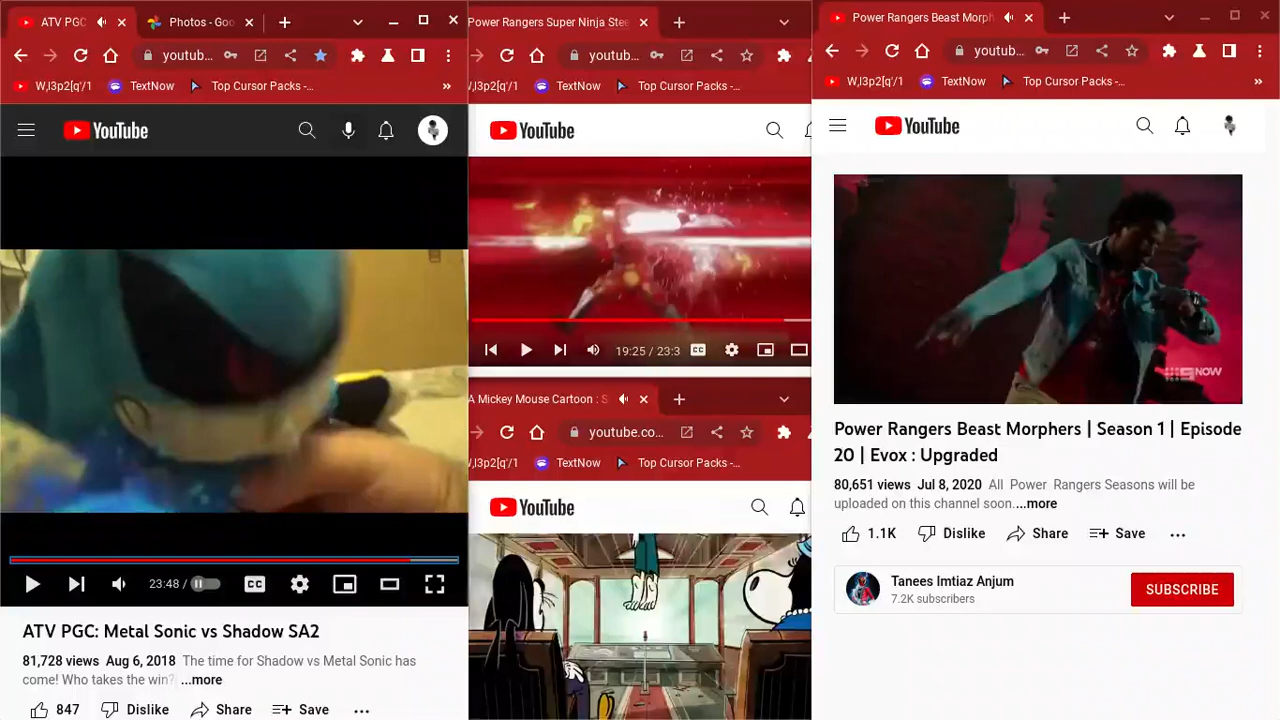 ATV PGC
Photos - Goo
youtub...
W,l3p2[q'/1
TextNow
Top Cursor Packs -...
»
YouTube
23:48 /
CC
ATV PGC: Metal Sonic vs Shadow SA2
81,728 views Aug 6, 2018 The time for Shadow vs Metal Sonic has
come! Who takes the win? ...more
847
Dislike
Share
Save
Power Rangers Super Ninja Stee
youtub...
,l3p2[q'/1
TextNow
Top Cursor Packs -...
YouTube
19:25 / 23:3
CC
A Mickey Mouse Cartoon : S
youtube.co...
,l3p2[q'/1
TextNow
Top Cursor Packs -...
YouTube
Power Rangers Beast Morph
youtub...
W,l3p2[q'/1
TextNow
Top Cursor Packs -...
»
YouTube
NOW
Power Rangers Beast Morphers | Season 1 | Episode
20 | Evox : Upgraded
80,651 views Jul 8, 2020 All Power Rangers Seasons will be
uploaded on this channel soon....more
1.1K
Dislike
Share
Save
Tanees Imtiaz Anjum
7.2K subscribers
SUBSCRIBE